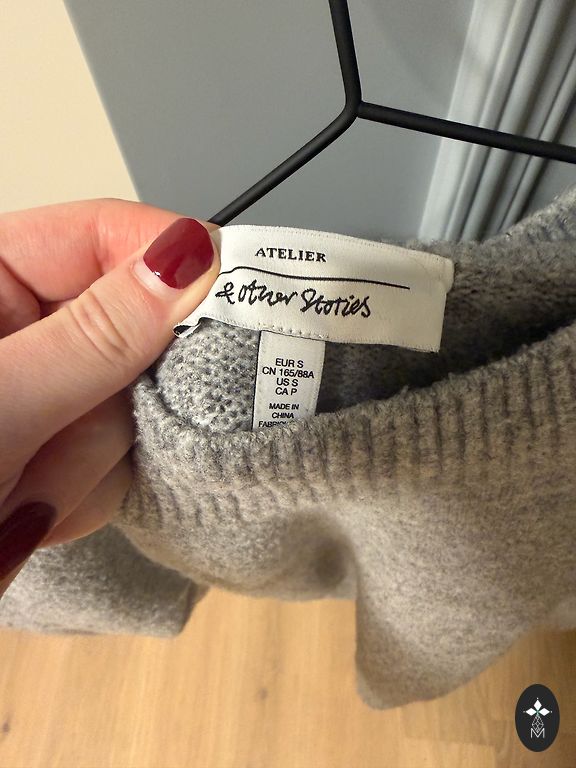 ATELIER
& other Stories
EUR S
CN 165/88A
US S
CA P
MADE IN
CHINA
M